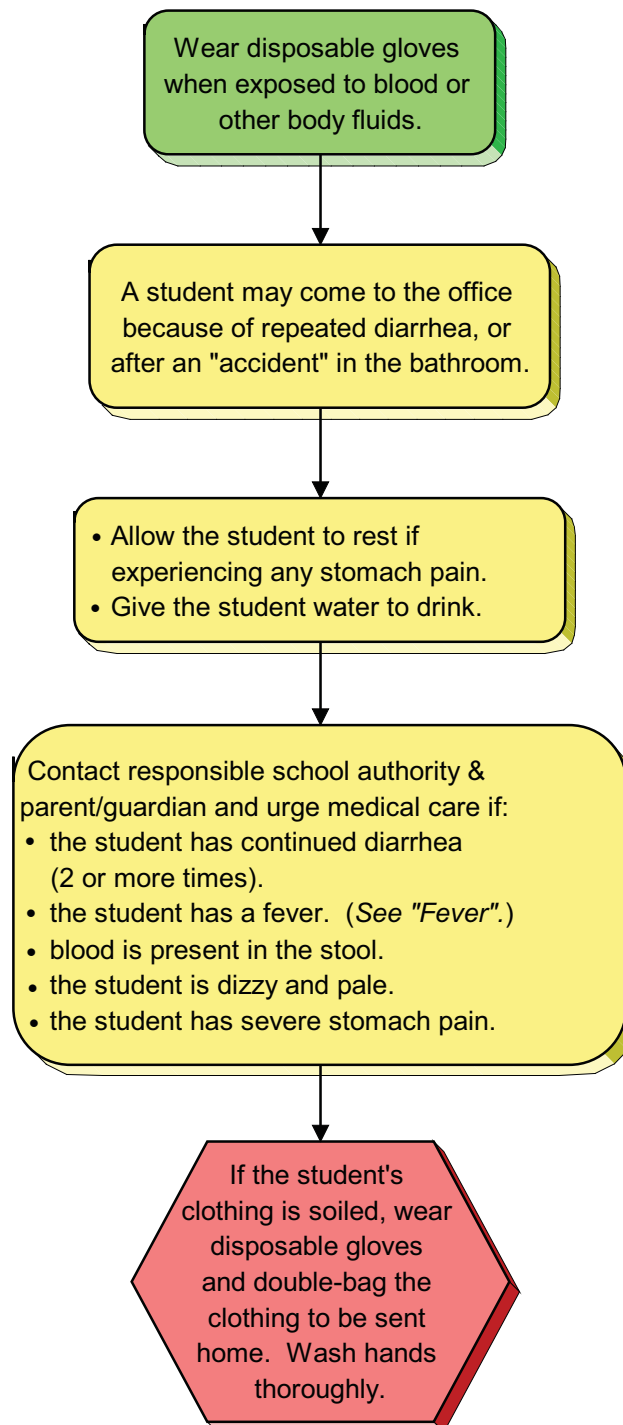 Wear disposable gloves
when exposed to blood or
other body fluids.
A student may come to the office
because of repeated diarrhea, or
after an "accident" in the bathroom.
• Allow the student to rest if
experiencing any stomach pain.
• Give the student water to drink.
Contact responsible school authority &
parent/guardian and urge medical care if:
• the student has continued diarrhea
(2 or more times).
• the student has a fever.  (See "Fever".)
• blood is present in the stool.
• the student is dizzy and pale.
• the student has severe stomach pain.
If the student's
clothing is soiled, wear
disposable gloves
and double-bag the
clothing to be sent
home.  Wash hands
thoroughly.